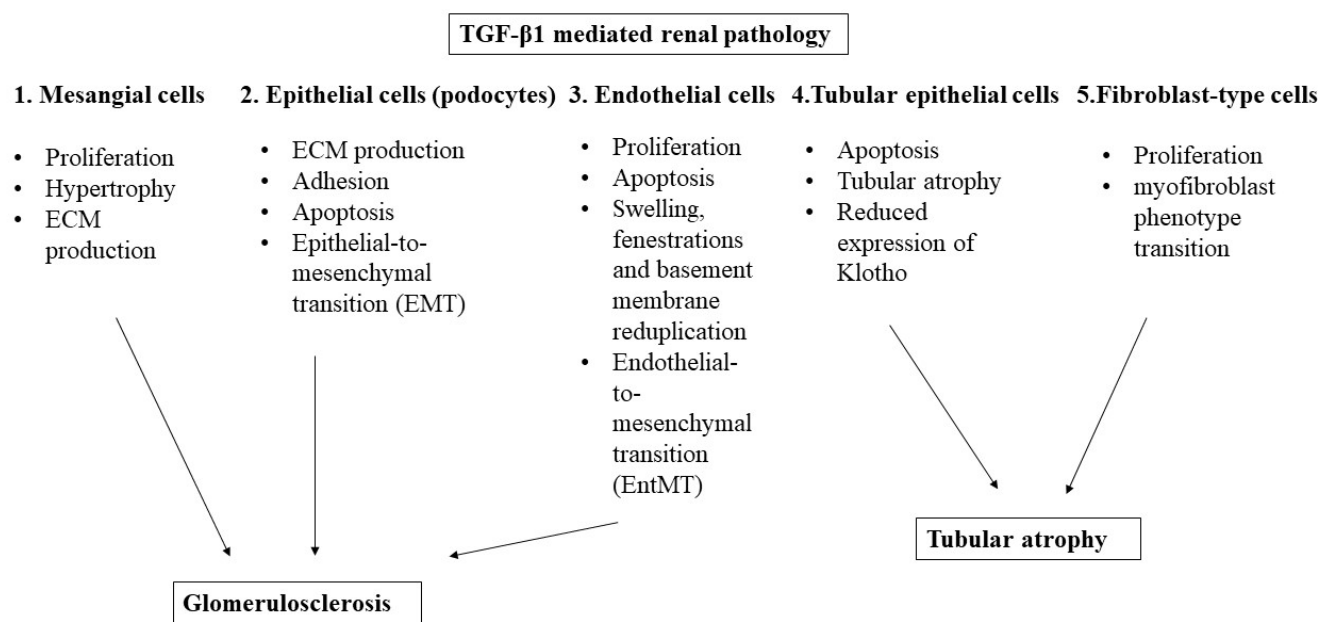 TGF-β1 mediated renal pathology
1. Mesangial cells
• Proliferation
• Hypertrophy
• ECM
production
2. Epithelial cells (podocytes)
• ECM production
• Adhesion
• Apoptosis
• Epithelial-to-
mesenchymal
transition (EMT)
3. Endothelial cells
• Proliferation
• Apoptosis
• Swelling,
fenestrations
and basement
membrane
reduplication
• Endothelial-
to-
mesenchymal
transition
(EntMT)
4.Tubular epithelial cells
• Apoptosis
• Tubular atrophy
• Reduced
expression of
Klotho
5.Fibroblast-type cells
• Proliferation
• myofibroblast
phenotype
transition
Glomerulosclerosis
Tubular atrophy